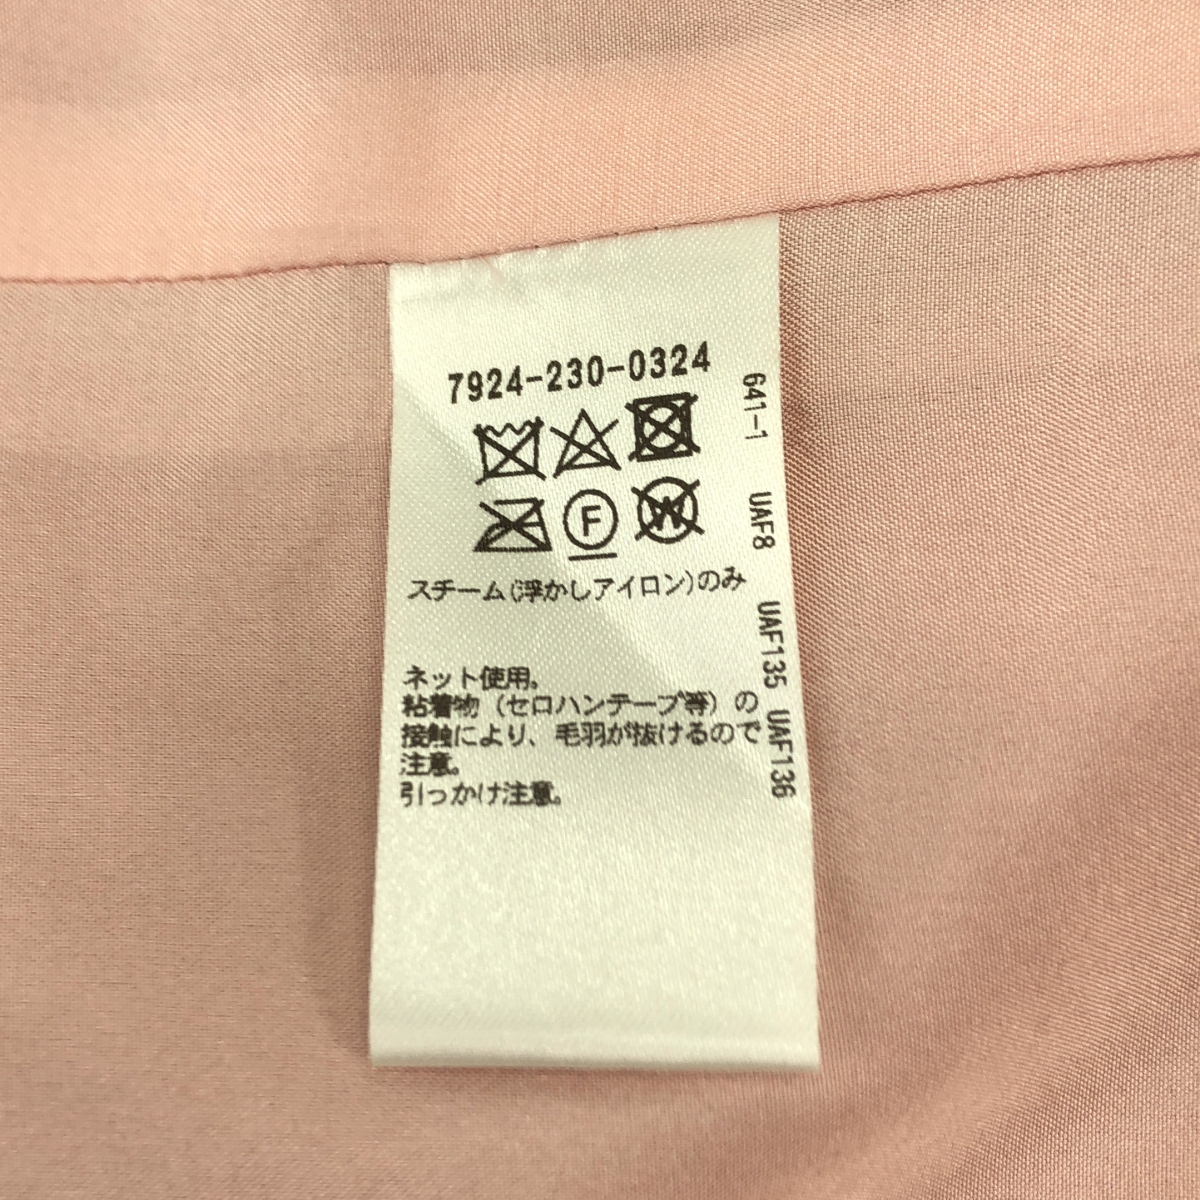 7924-230-0324
F
W
スチーム(浮かしアイロン)のみ
ネット使用。
粘着物（セロハンテープ等）の
接触により、毛羽が抜けるので
注意。
引っかけ注意。
641-1 UAF8 UAF135 UAF136